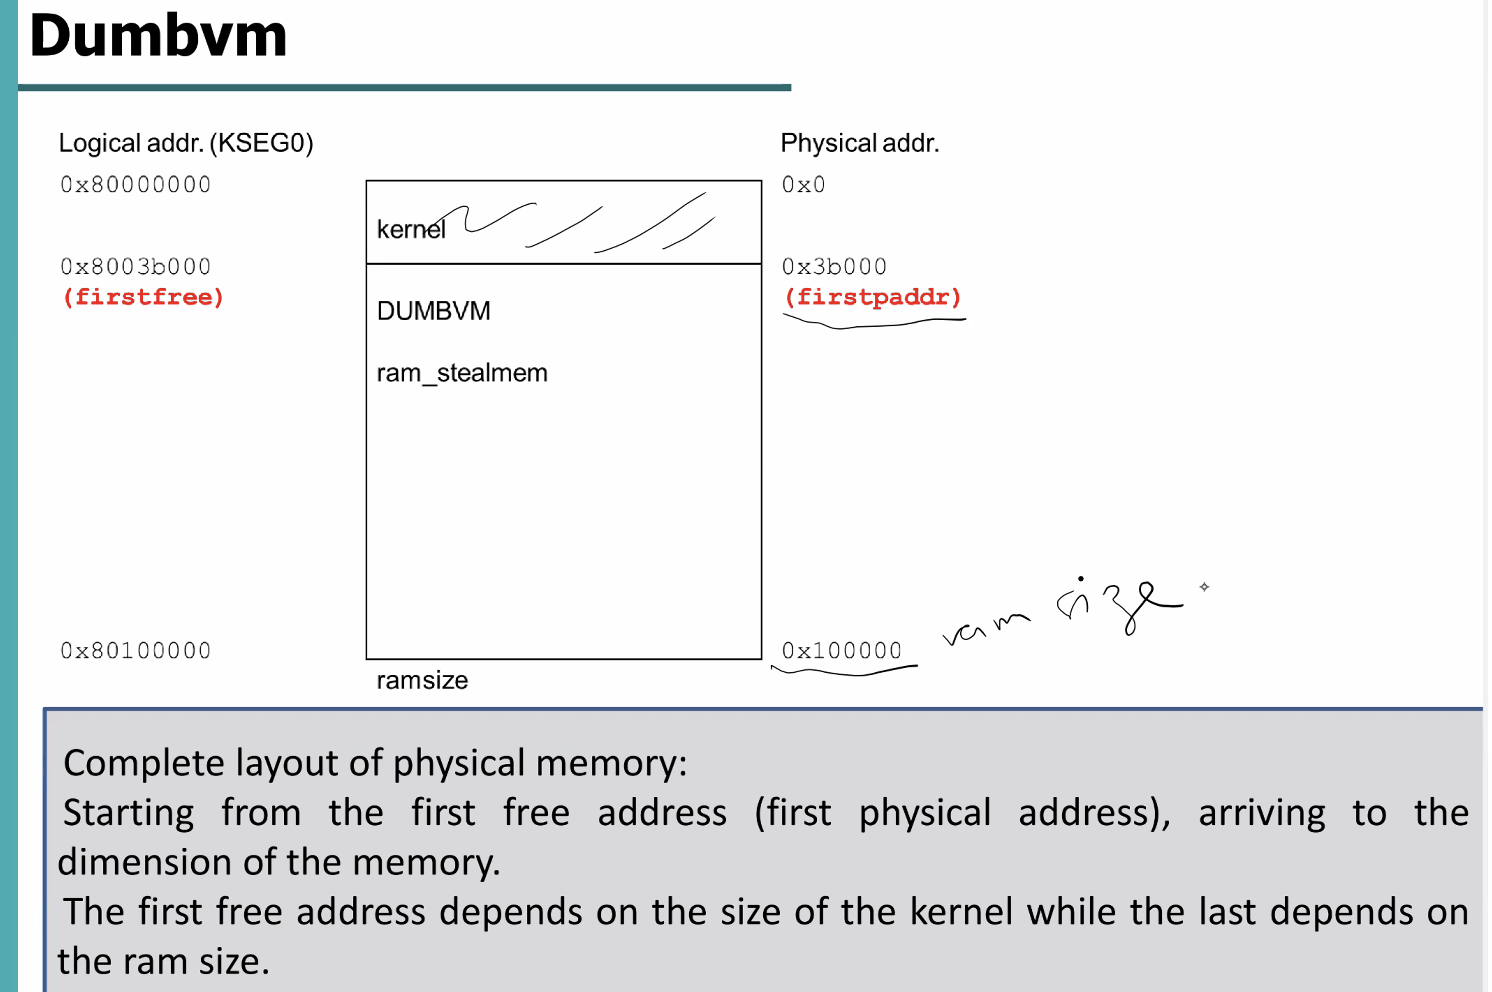 Dumbvm
Logical addr. (KSEG0)
Physical addr.
0x80000000
0x0
kernel
0x8003b000
0x3b000
(firstfree)
(firstpaddr)
DUMBVM
ram_stealmem
ram size
0x80100000
0x100000
ramsize
Complete layout of physical memory:
Starting from the first free address (first physical address), arriving to the
dimension of the memory.
The first free address depends on the size of the kernel while the last depends on
the ram size.